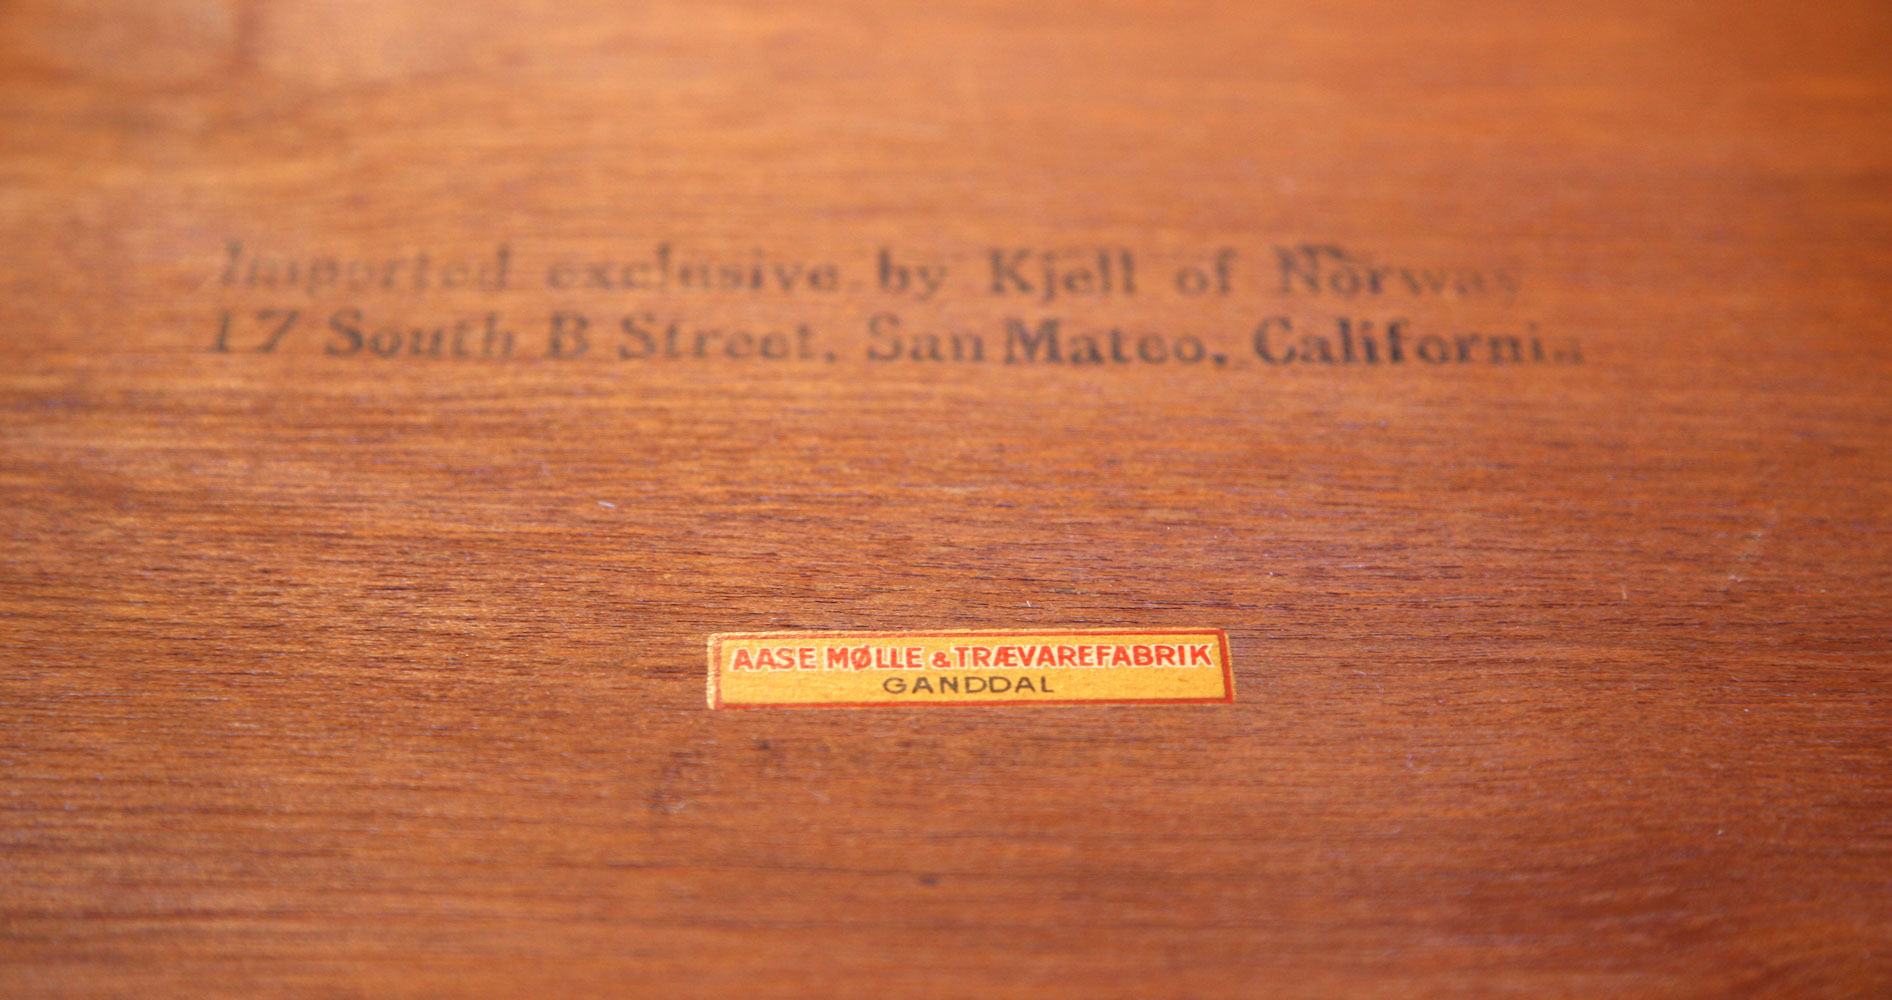 Imported exclusive by Kjell of Norway
17 South B Street, San Mateo, California
AASE MØLLE & TRÆVAREFABRIK
GANDDAL